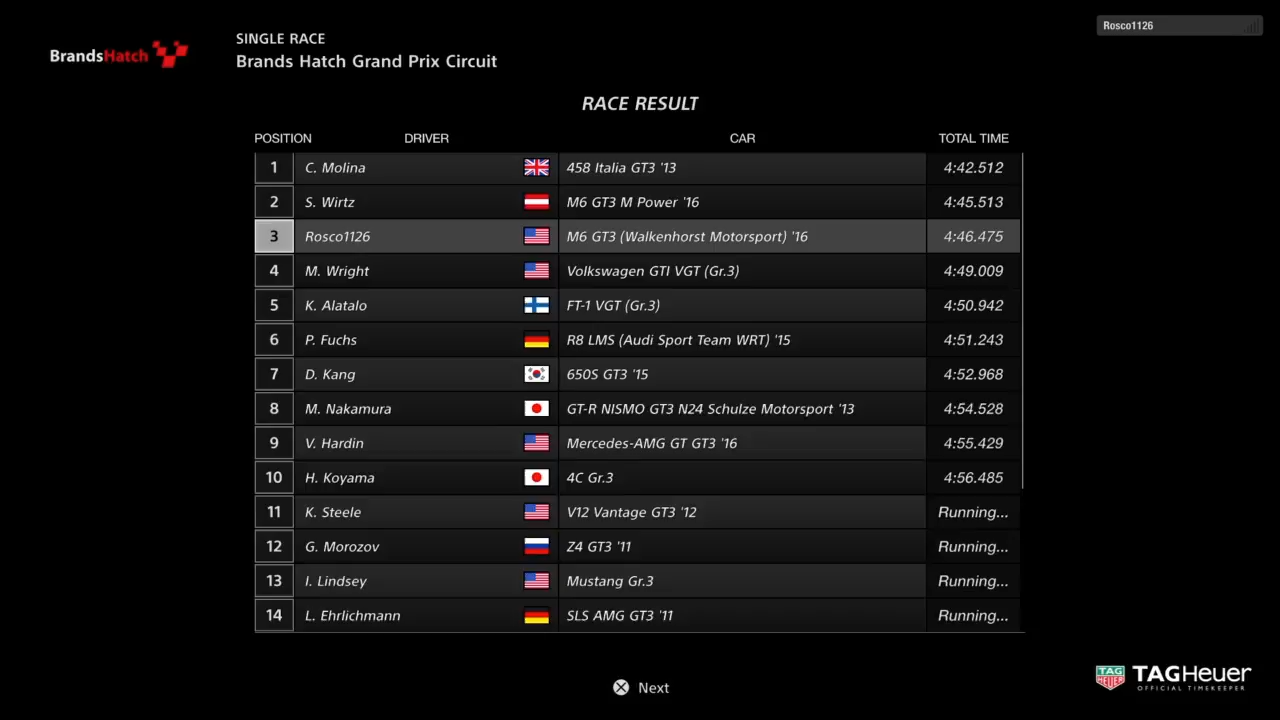 Rosco1126
SINGLE RACE
BrandsHatch
Brands Hatch Grand Prix Circuit
RACE RESULT
POSITION DRIVER CAR TOTAL TIME
1 C. Molina 458 Italia GT3 '13 4:42.512
2 S. Wirtz M6 GT3 M Power '16 4:45.513
3 Rosco1126 M6 GT3 (Walkenhorst Motorsport) '16 4:46.475
4 M. Wright Volkswagen GTI VGT (Gr.3) 4:49.009
5 K. Alatalo FT-1 VGT (Gr.3) 4:50.942
6 P. Fuchs R8 LMS (Audi Sport Team WRT) '15 4:51.243
7 D. Kang 650S GT3 '15 4:52.968
8 M. Nakamura GT-R NISMO GT3 N24 Schulze Motorsport '13 4:54.528
9 V. Hardin Mercedes-AMG GT GT3 '16 4:55.429
10 H. Koyama 4C Gr.3 4:56.485
11 K. Steele V12 Vantage GT3 '12 Running...
12 G. Morozov Z4 GT3 '11 Running...
13 I. Lindsey Mustang Gr.3 Running...
14 L. Ehrlichmann SLS AMG GT3 '11 Running...
Next
TAG HEUER TAGHeuer
OFFICIAL TIMEKEEPER